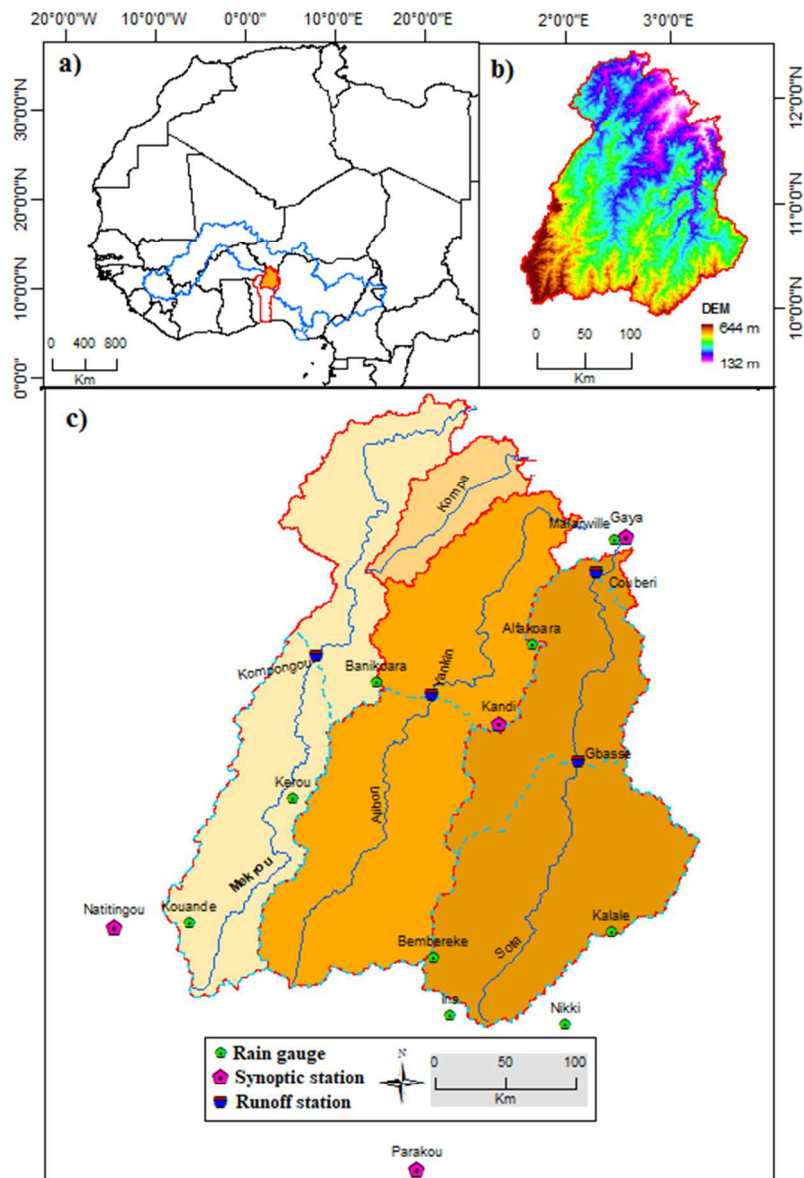 20°0'0"W 10°0'0"W 0°0'0" 10°0'0"E 20°0'0"E
2°0'0"E 3°0'0"E
a)
b)
30°0'0"N
20°0'0"N
10°0'0"N
0°0'0"
12°0'0"N
11°0'0"N
10°0'0"N
0 400 800
Km
0 50 100
Km
DEM
644 m
132 m
c)
Kompa
Malanville
Gaya
Couberi
Alfakoara
Kompongou
Banikoara
Yankin
Kandi
Gbasse
Kerou
Ajibori
Mekrou
Natitingou
Kouande
Bembereke
Sota
Kalale
Ina
Nikki
Rain gauge
Synoptic station
Runoff station
N
0 50 100
Km
Parakou